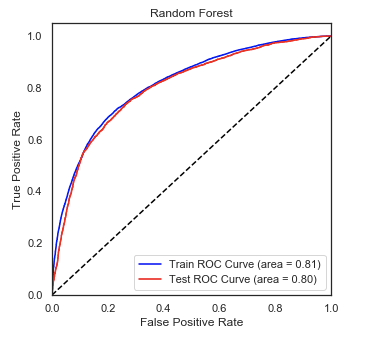 Random Forest
True Positive Rate
1.0
0.8
0.6
0.4
0.2
0.0
Train ROC Curve (area = 0.81)
Test ROC Curve (area = 0.80)
0.0 0.2 0.4 0.6 0.8 1.0
False Positive Rate